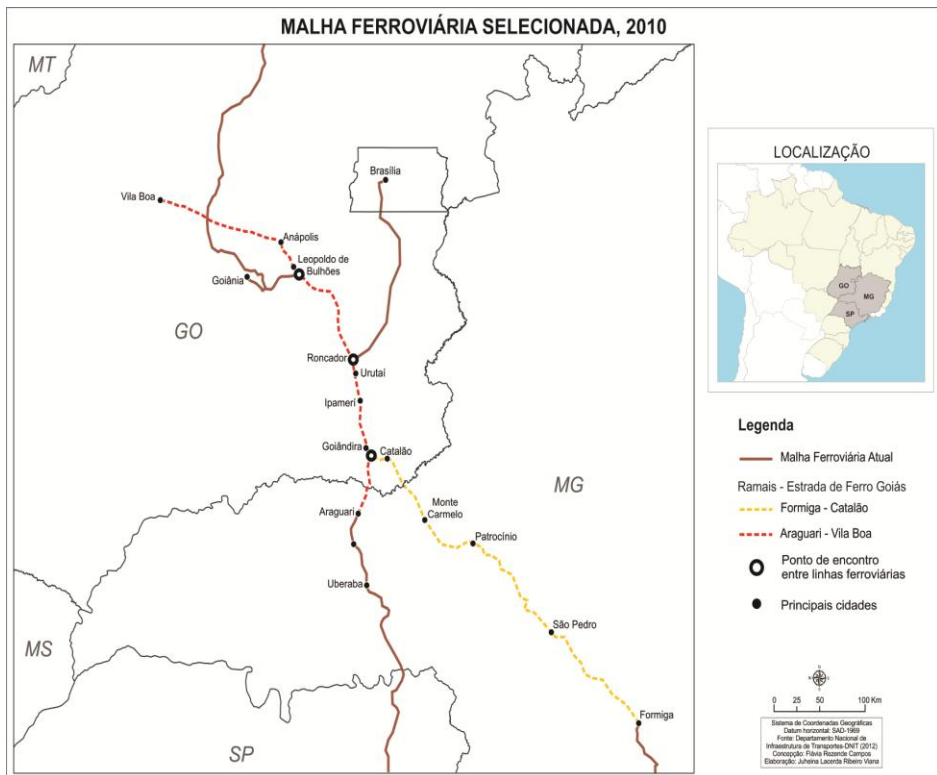 MALHA FERROVIÁRIA SELECIONADA, 2010
MT
Brasília
Vila Boa
Anápolis
Leopoldo de
Bulhões
Goiânia
GO
Roncador
Urutaí
Ipameri
Goiândira
Catalão
MG
Araguari
Monte
Carmelo
Patrocínio
Uberaba
São Pedro
MS
Formiga
SP
LOCALIZAÇÃO
GO
MG
SP
Legenda
Malha Ferroviária Atual
Ramais - Estrada de Ferro Goiás
Formiga - Catalão
Araguari - Vila Boa
Ponto de encontro
entre linhas ferroviárias
Principais cidades
0 25 50 100 Km
Sistema de Coordenadas Geográficas
Datum horizontal: SAD-1969
Fonte: Departamento Nacional de
Infraestrutura de Transportes-DNIT (2012)
Concepção: Flávia Rezende Campos
Elaboração: Juheina Lacerda Ribeiro Viana